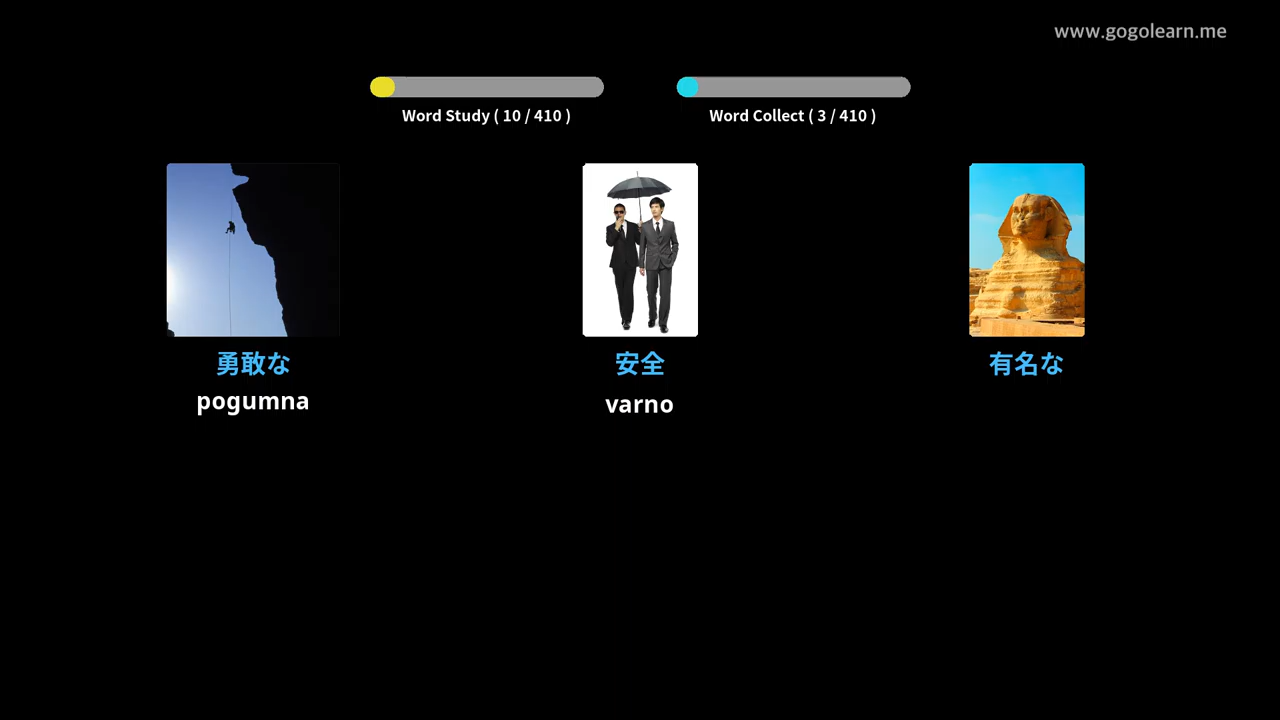 www.gogolearn.me
Word Study ( 10 / 410 )
Word Collect ( 3 / 410 )
勇敢な
pogumna
安全
varno
有名な